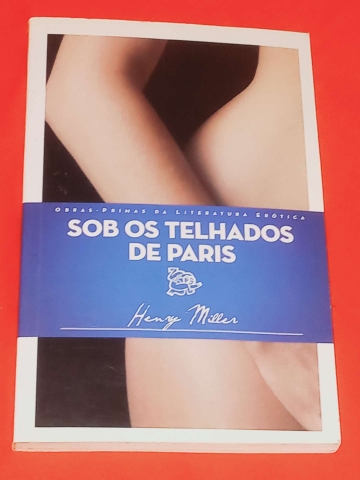 OBRAS-PRIMAS DA LITERATURA ERÓTICA
SOB OS TELHADOS
DE PARIS
Henry Miller